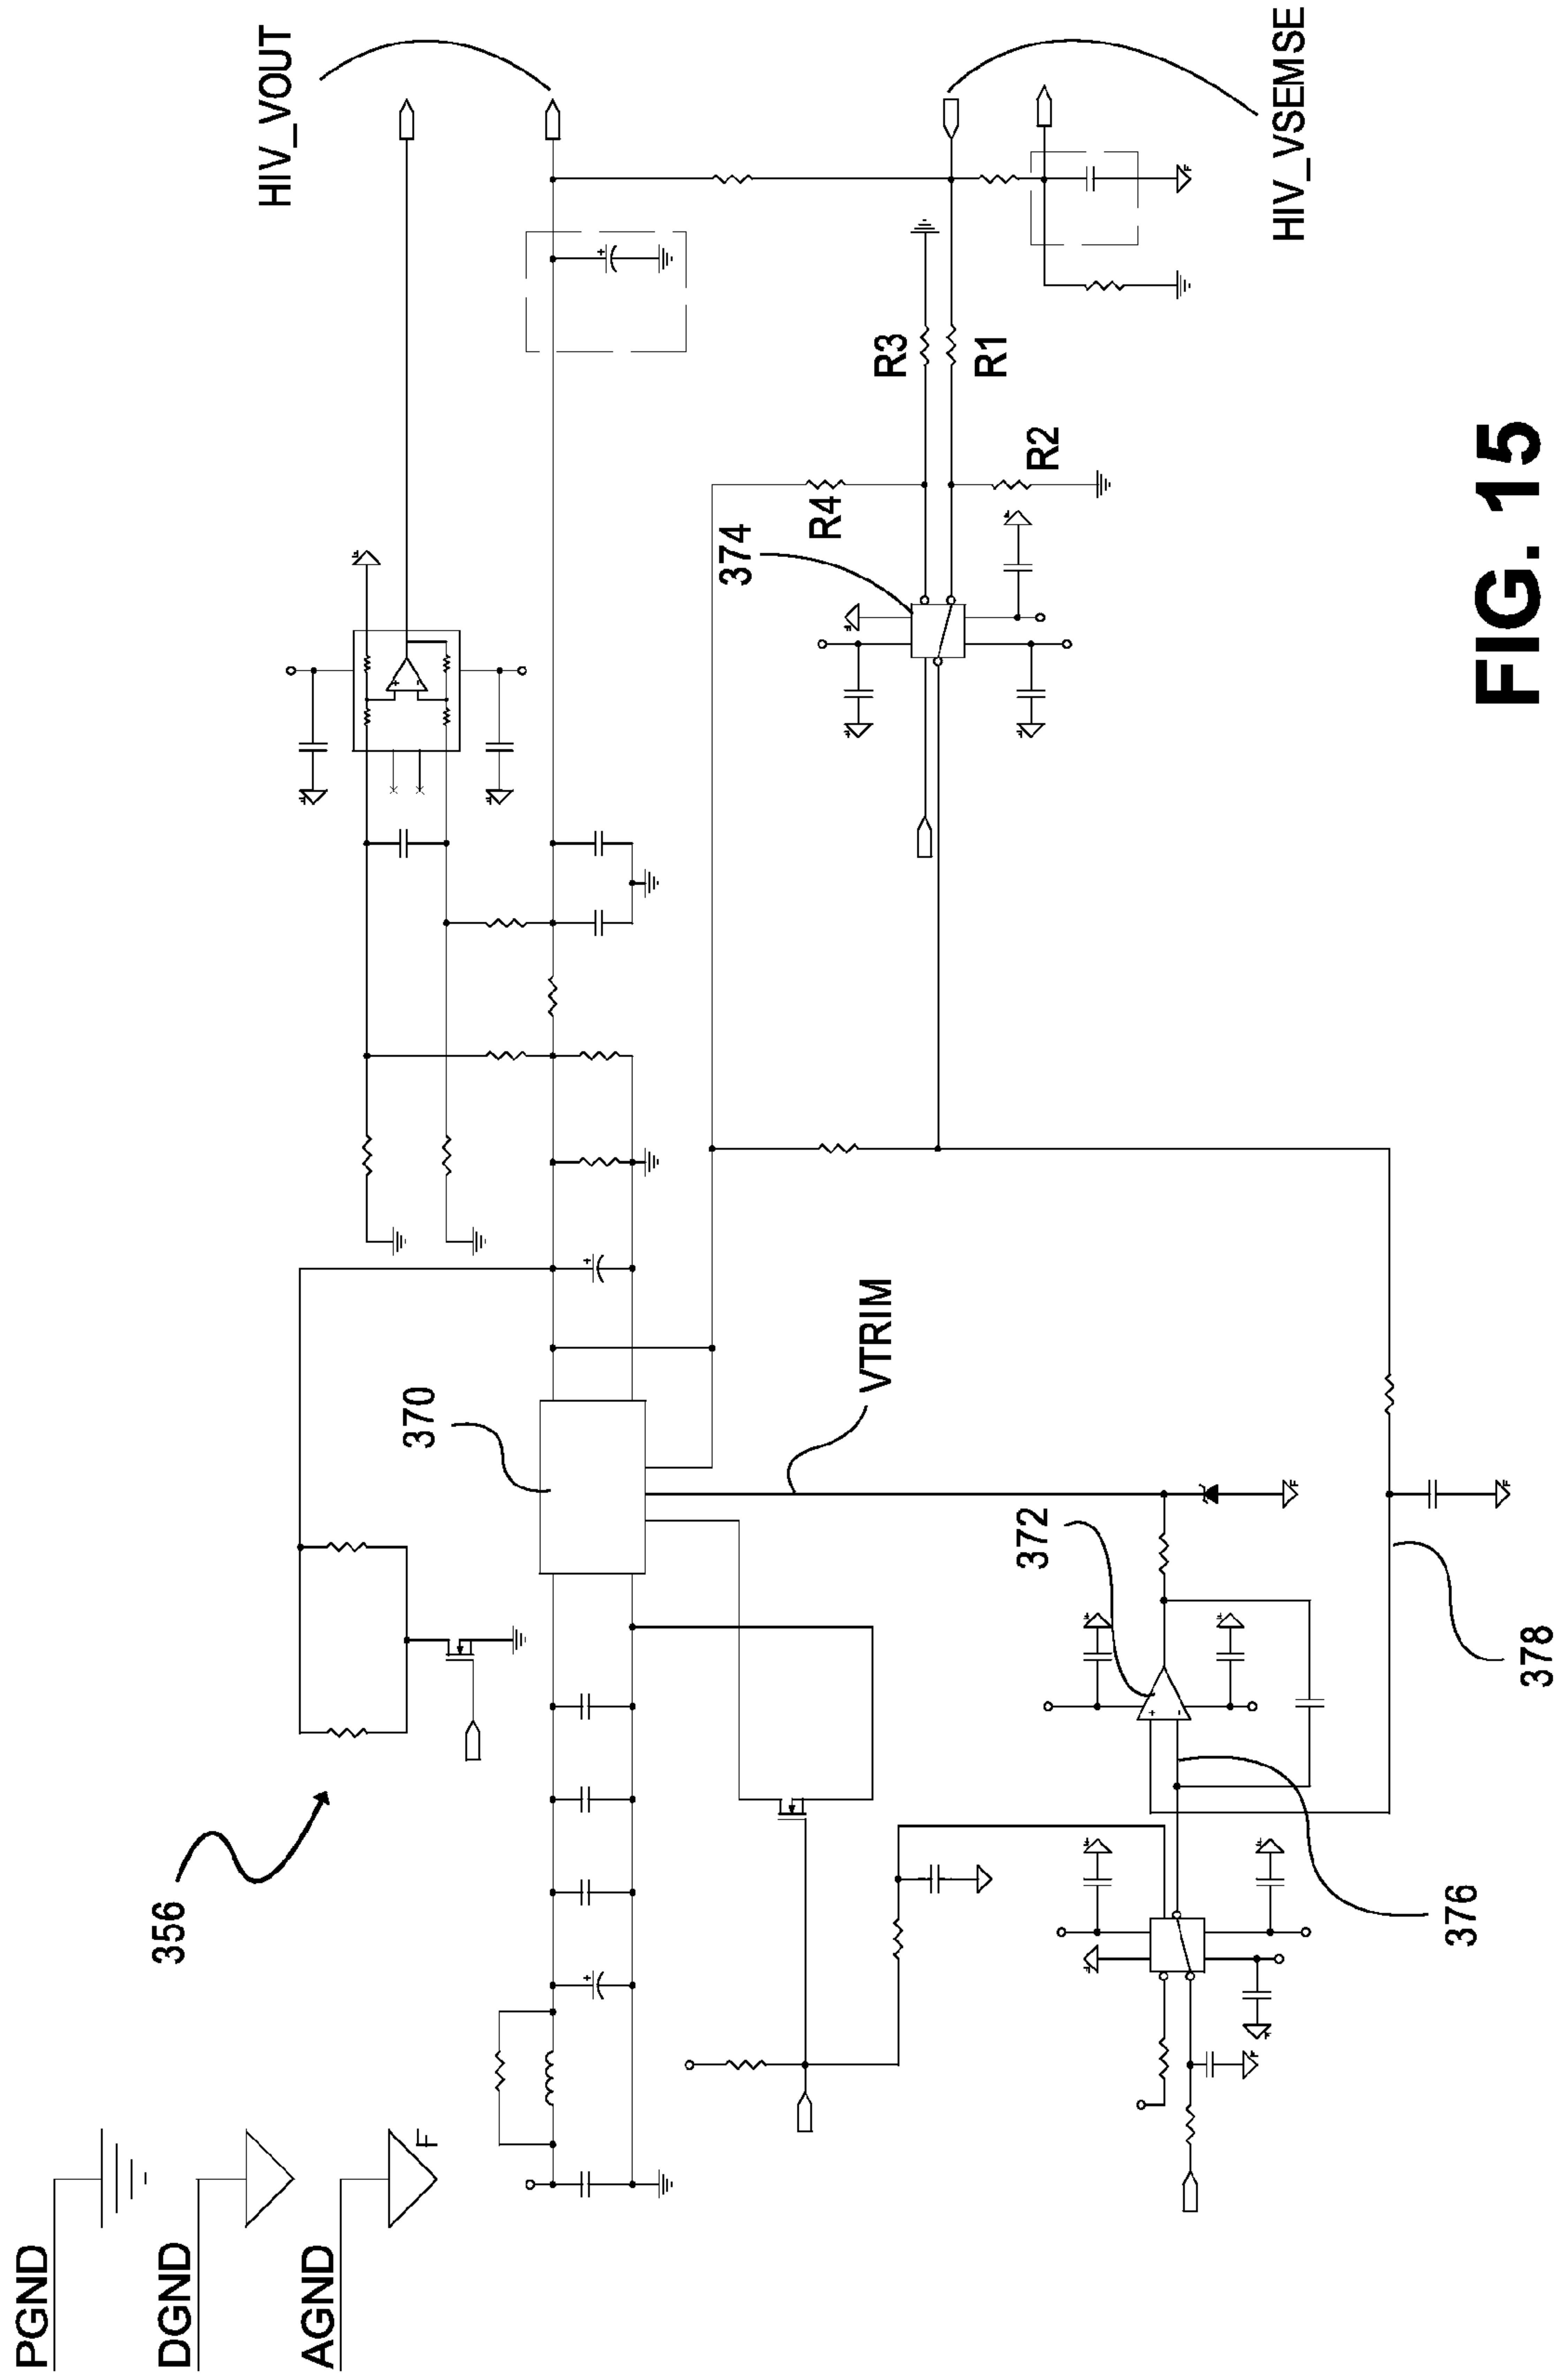 PGND
DGND
AGND
F
356
370
HIV_VOUT
VTRIM
374
R4
R3
R1
R2
372
376
378
HIV_VSEMSE
FIG. 15